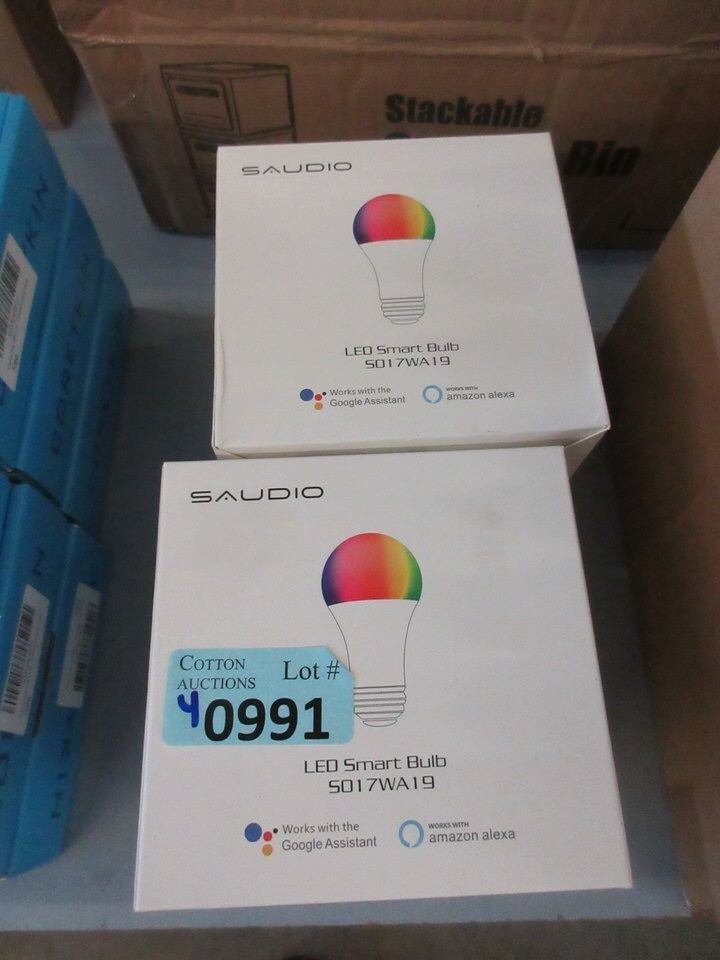 Stackable
Bin
SAUDIO
LED Smart Bulb
S017WA19
Works with the
Google Assistant
WORKS WITH
amazon alexa
SAUDIO
COTTON
AUCTIONS
Lot #
40991
LED Smart Bulb
S017WA19
Works with the
Google Assistant
WORKS WITH
amazon alexa